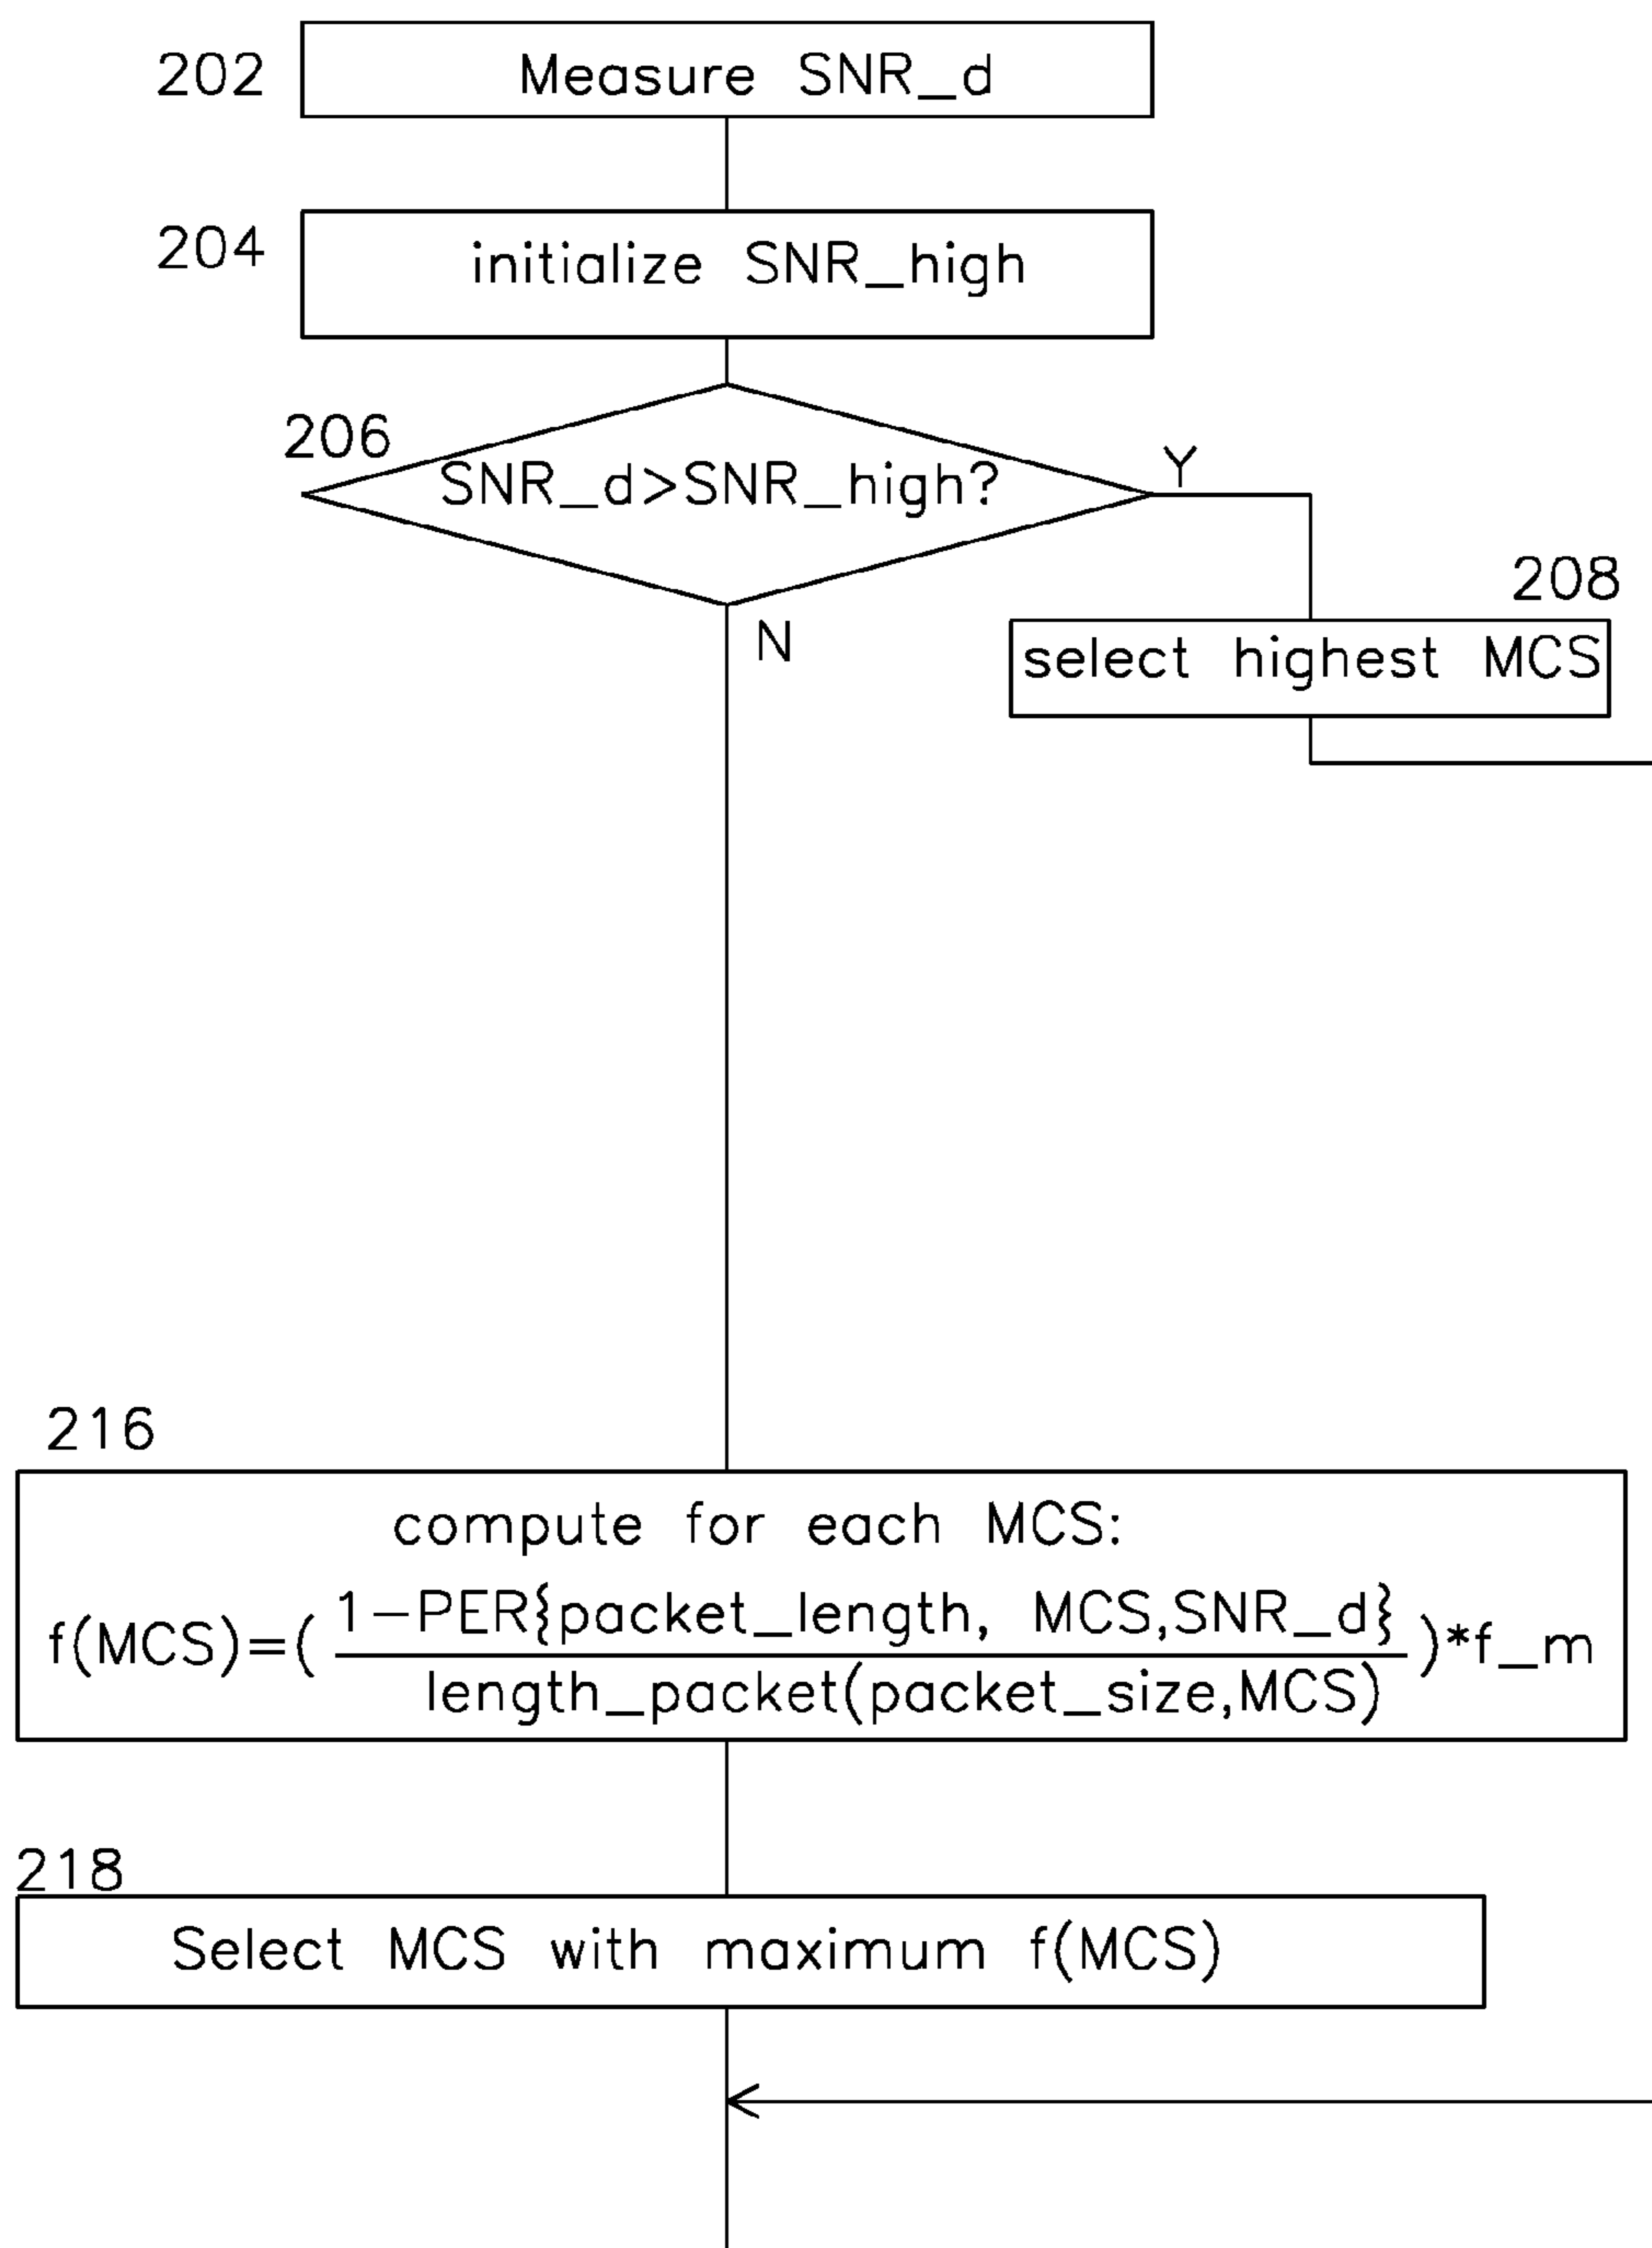 202
Measure SNR_d
204
initialize SNR_high
206
SNR_d>SNR_high?
Y
208
select highest MCS
N
216
compute for each MCS:
f(MCS)=(
1-PER{packet_length, MCS,SNR_d}
length_packet(packet_size,MCS)
)*f_m
218
Select MCS with maximum f(MCS)